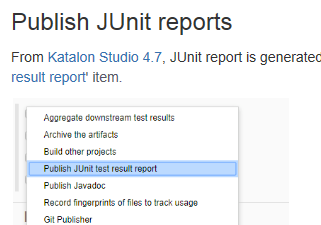 Publish JUnit reports
From Katalon Studio 4.7, JUnit report is generated
result report' item.
Aggregate downstream test results
Archive the artifacts
Build other projects
Publish JUnit test result report
Publish Javadoc
Record fingerprints of files to track usage
Git Publisher